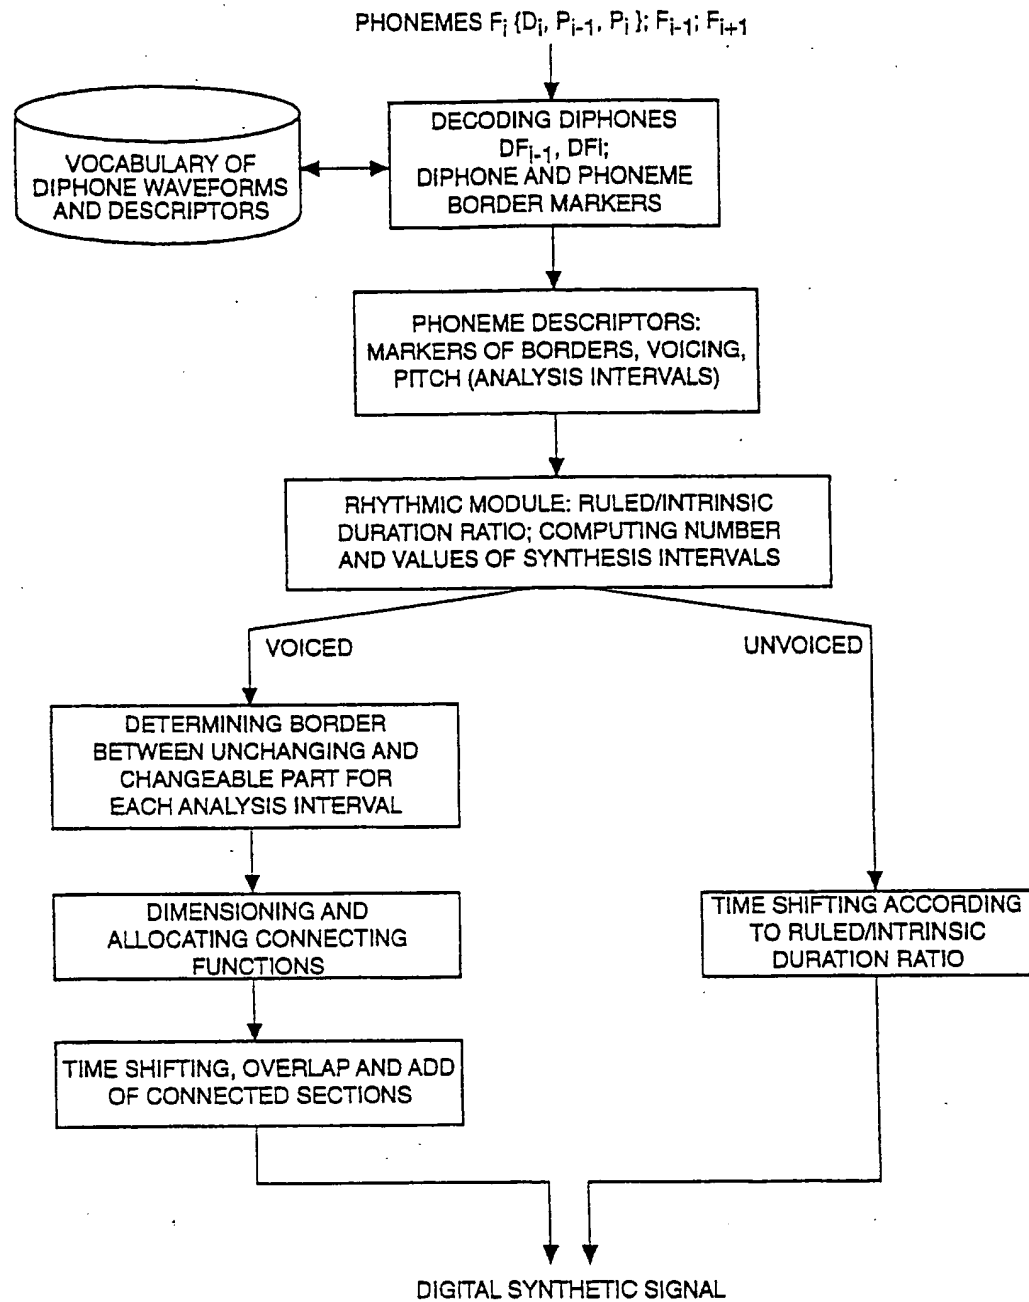 PHONEMES Fi {Di, Pi-1, Pi }; Fi-1; Fi+1
DECODING DIPHONES
DFi-1, DFi;
DIPHONE AND PHONEME
BORDER MARKERS
VOCABULARY OF
DIPHONE WAVEFORMS
AND DESCRIPTORS
PHONEME DESCRIPTORS:
MARKERS OF BORDERS, VOICING,
PITCH (ANALYSIS INTERVALS)
RHYTHMIC MODULE: RULED/INTRINSIC
DURATION RATIO; COMPUTING NUMBER
AND VALUES OF SYNTHESIS INTERVALS
VOICED
UNVOICED
DETERMINING BORDER
BETWEEN UNCHANGING AND
CHANGEABLE PART FOR
EACH ANALYSIS INTERVAL
DIMENSIONING AND
ALLOCATING CONNECTING
FUNCTIONS
TIME SHIFTING ACCORDING
TO RULED/INTRINSIC
DURATION RATIO
TIME SHIFTING, OVERLAP AND ADD
OF CONNECTED SECTIONS
DIGITAL SYNTHETIC SIGNAL